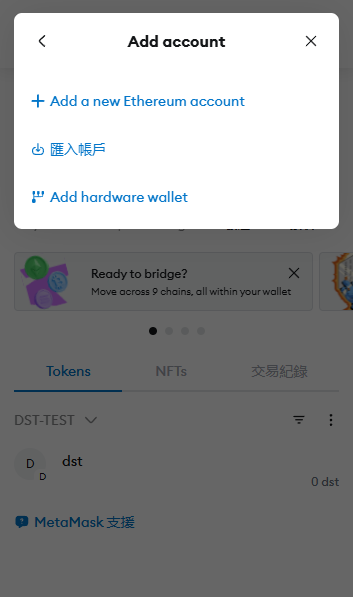 Add account
Add a new Ethereum account
匯入帳戶
Add hardware wallet
Ready to bridge?
Move across 9 chains, all within your wallet
Tokens
NFTs
交易紀錄
DST-TEST
D
dst
D
0 dst
MetaMask 支援